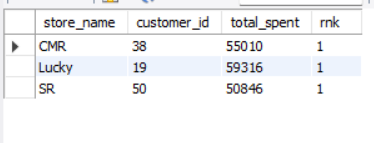 store_name customer_id total_spent rnk
CMR 38 55010 1
Lucky 19 59316 1
SR 50 50846 1